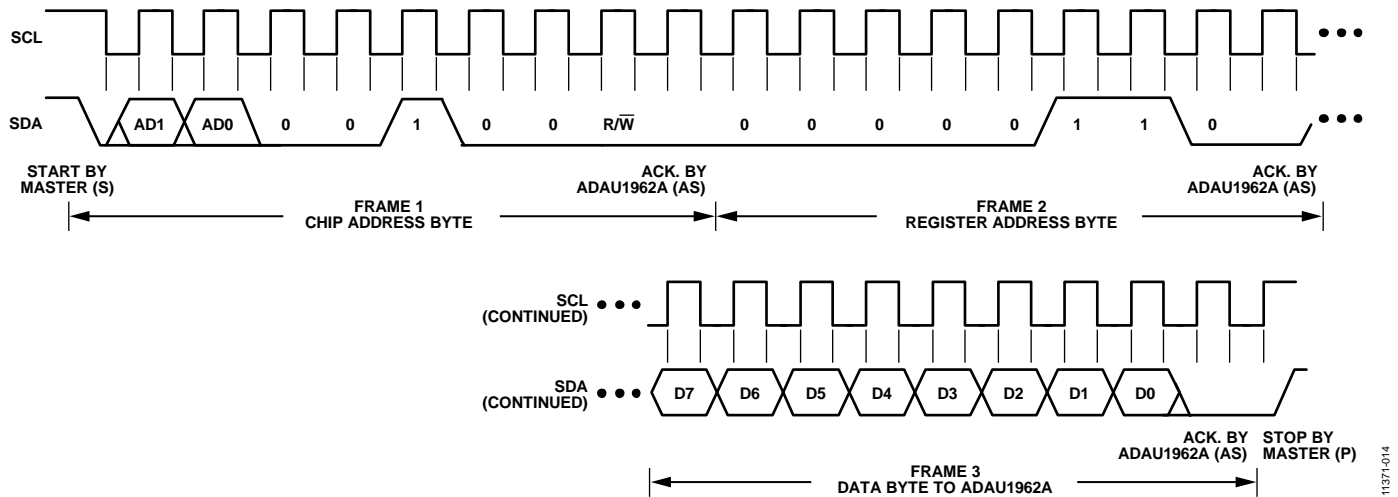 SCL
SDA AD1 AD0 0 0 1 0 0 R/W̅ 0 0 0 0 0 1 1 0
START BY
MASTER (S)
ACK. BY
ADAU1962A (AS)
ACK. BY
ADAU1962A (AS)
FRAME 1
CHIP ADDRESS BYTE
FRAME 2
REGISTER ADDRESS BYTE
SCL
(CONTINUED)
SDA
(CONTINUED)
D7 D6 D5 D4 D3 D2 D1 D0
ACK. BY
ADAU1962A (AS)
STOP BY
MASTER (P)
FRAME 3
DATA BYTE TO ADAU1962A
11371-014